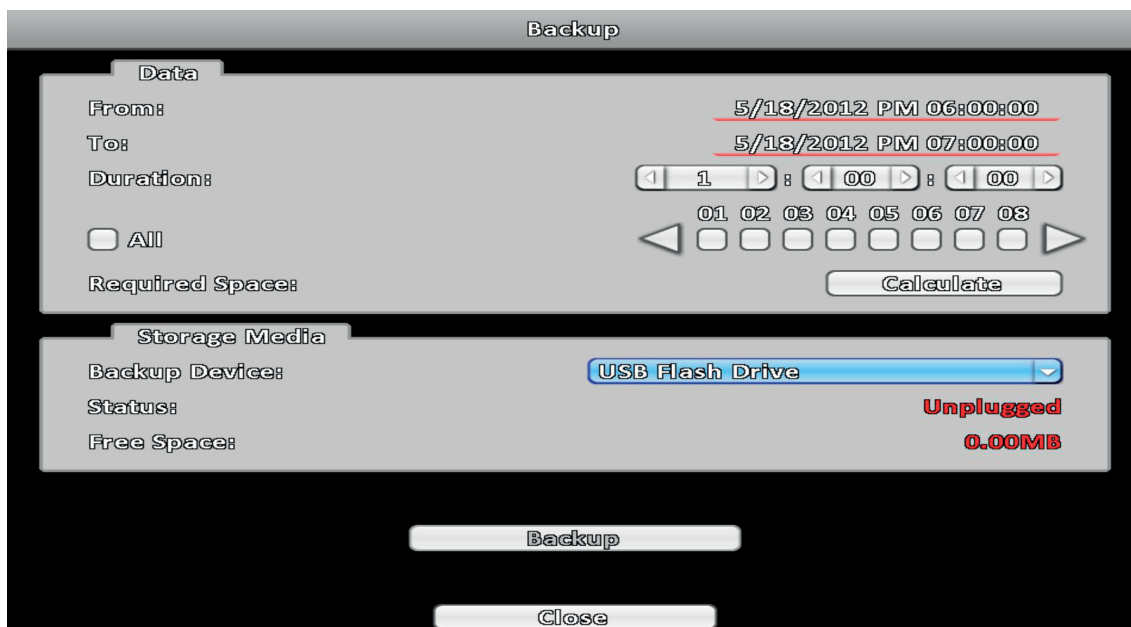 Backup
Data
From: 5/18/2012 PM 06:00:00
To: 5/18/2012 PM 07:00:00
Duration: 1 : 00 : 00
01 02 03 04 05 06 07 08
All
Required Space: Calculate
Storage Media
Backup Device: USB Flash Drive
Status: Unplugged
Free Space: 0.00MB
Backup
Close